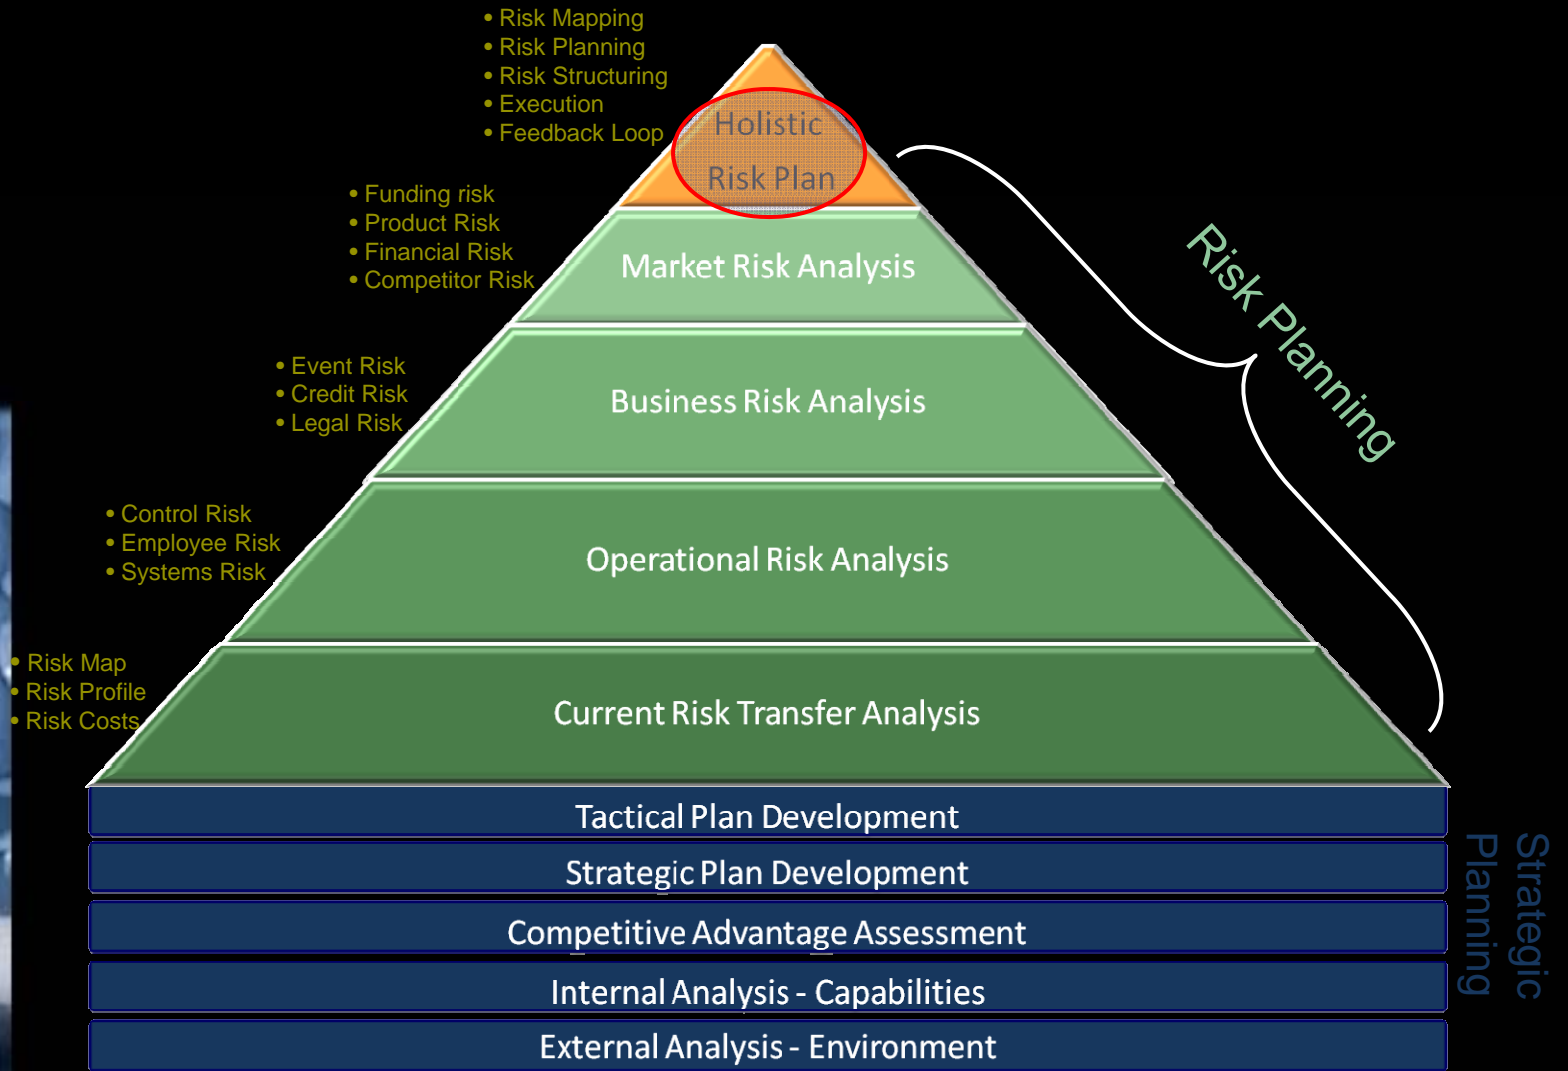 • Risk Mapping
• Risk Planning
• Risk Structuring
• Execution
• Feedback Loop
Holistic
Risk Plan
• Funding risk
• Product Risk
• Financial Risk
• Competitor Risk
Market Risk Analysis
• Event Risk
• Credit Risk
• Legal Risk
Business Risk Analysis
• Control Risk
• Employee Risk
• Systems Risk
Operational Risk Analysis
• Risk Map
• Risk Profile
• Risk Costs
Current Risk Transfer Analysis
Risk Planning
Tactical Plan Development
Strategic Plan Development
Competitive Advantage Assessment
Internal Analysis - Capabilities
External Analysis - Environment
Strategic
Planning